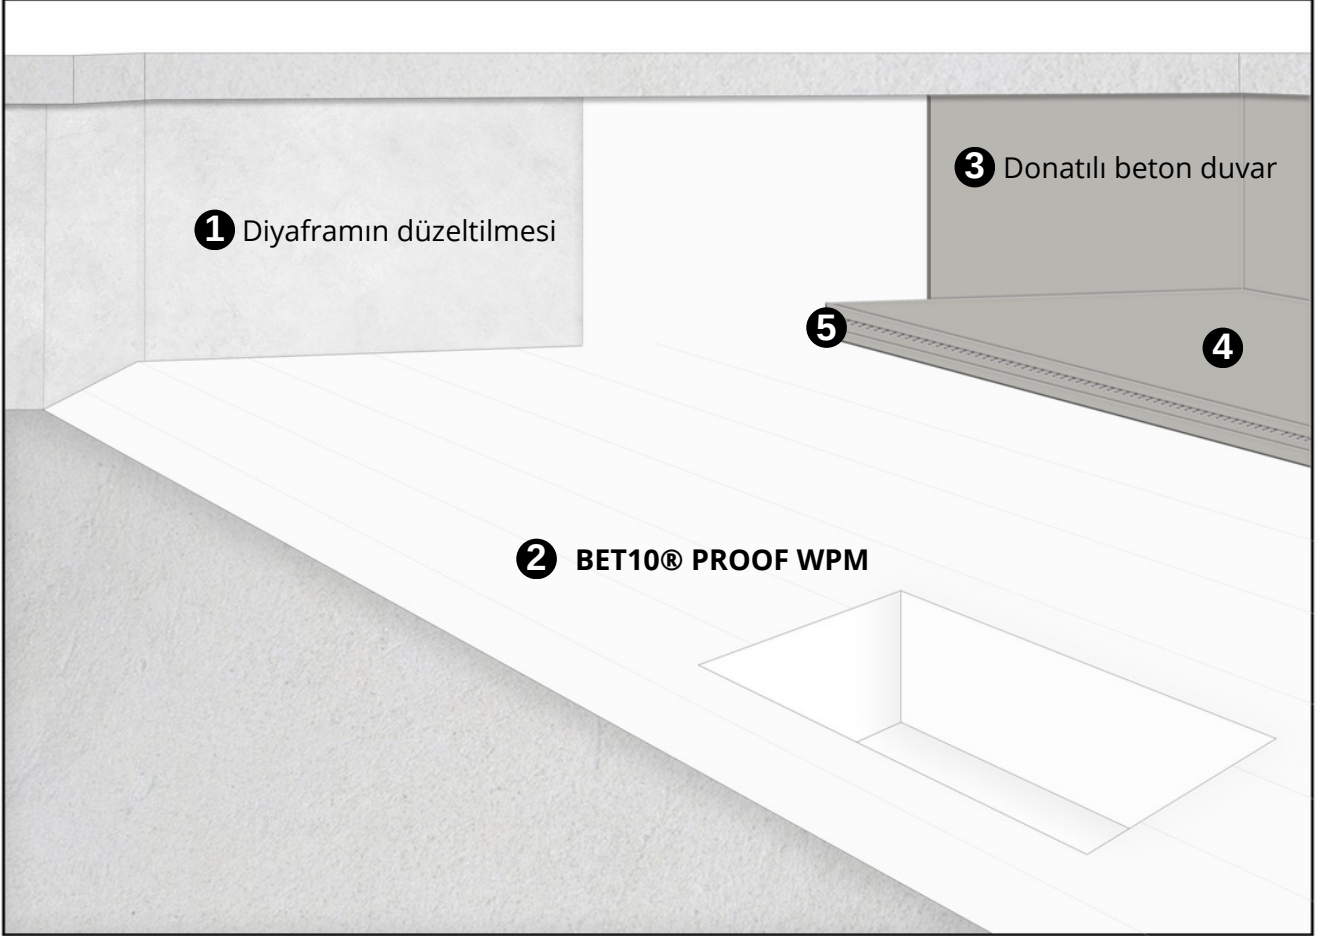 1 Diyaframın düzeltilmesi
3 Donatılı beton duvar
5
4
2 BET10® PROOF WPM